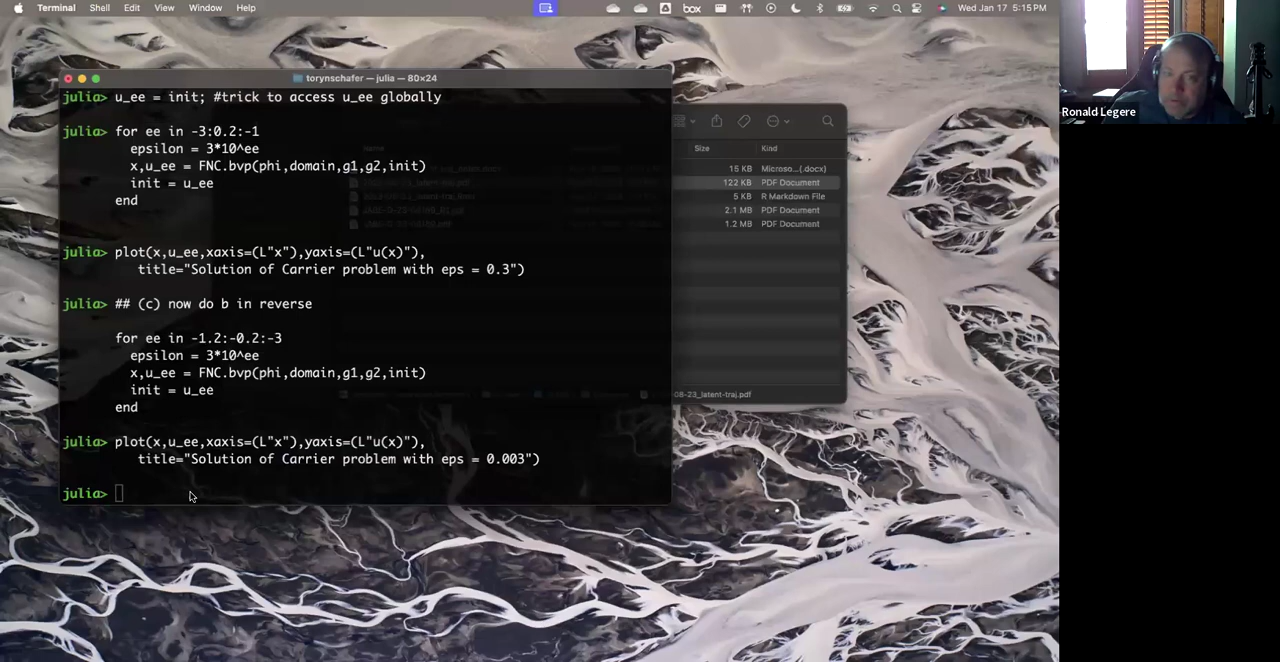 Terminal Shell Edit View Window Help
box
Wed Jan 17 5:15 PM
Ronald Legere
torynschafer — julia — 80×24
julia> u_ee = init; #trick to access u_ee globally
julia> for ee in -3:0.2:-1
epsilon = 3*10^ee
x,u_ee = FNC.bvp(phi,domain,g1,g2,init)
init = u_ee
end
julia> plot(x,u_ee,xaxis=(L"x"),yaxis=(L"u(x)"),
title="Solution of Carrier problem with eps = 0.3")
julia> ## (c) now do b in reverse
for ee in -1.2:-0.2:-3
epsilon = 3*10^ee
x,u_ee = FNC.bvp(phi,domain,g1,g2,init)
init = u_ee
end
julia> plot(x,u_ee,xaxis=(L"x"),yaxis=(L"u(x)"),
title="Solution of Carrier problem with eps = 0.003")
julia>
Name
Size Kind
15 KB Microso...(.docx)
122 KB PDF Document
5 KB R Markdown File
2.1 MB PDF Document
1.2 MB PDF Document
08-23_latent-traj.pdf